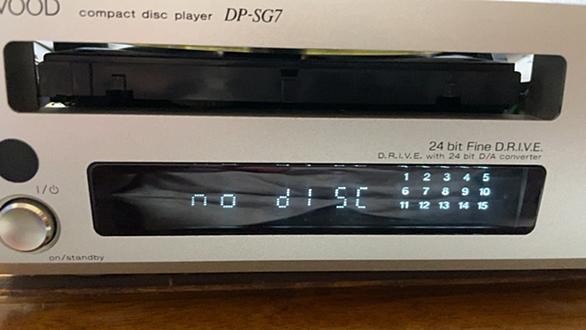 WOOD compact disc player DP-SG7
24 bit Fine D.R.I.V.E.
D.R.I.V.E. with 24 bit D/A converter
I/⏻
on/standby
no dISC
1 2 3 4 5
6 7 8 9 10
11 12 13 14 15